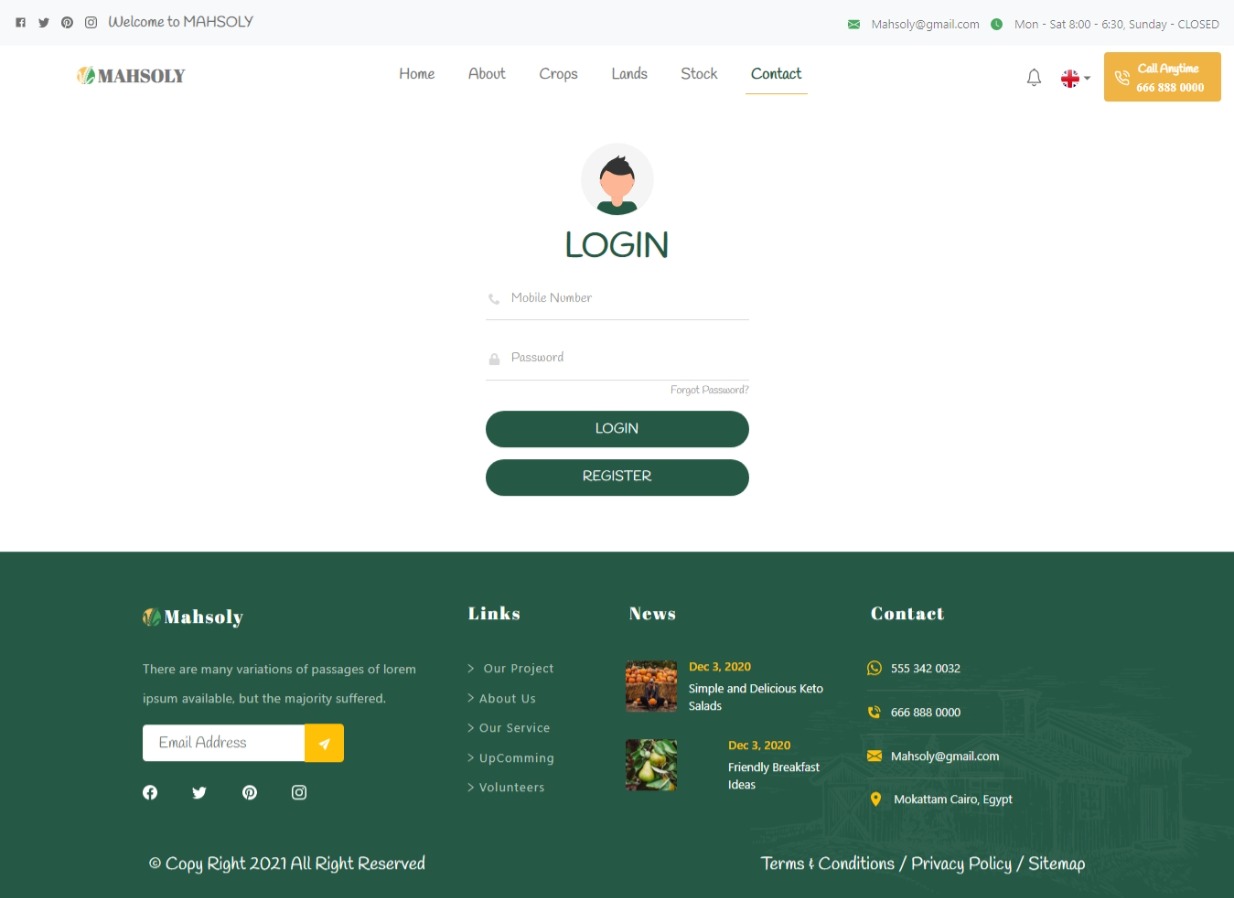 Welcome to MAHSOLY
Mahsoly@gmail.com
Mon - Sat 8:00 - 6:30, Sunday - CLOSED
MAHSOLY
Home
About
Crops
Lands
Stock
Contact
Call Anytime
666 888 0000
LOGIN
Mobile Number
Password
Forgot Password?
LOGIN
REGISTER
Mahsoly
There are many variations of passages of lorem
ipsum available, but the majority suffered.
Email Address
Links
> Our Project
> About Us
> Our Service
> UpComming
> Volunteers
News
Dec 3, 2020
Simple and Delicious Keto
Salads
Dec 3, 2020
Friendly Breakfast
Ideas
Contact
555 342 0032
666 888 0000
Mahsoly@gmail.com
Mokattam Cairo, Egypt
© Copy Right 2021 All Right Reserved
Terms & Conditions / Privacy Policy / Sitemap